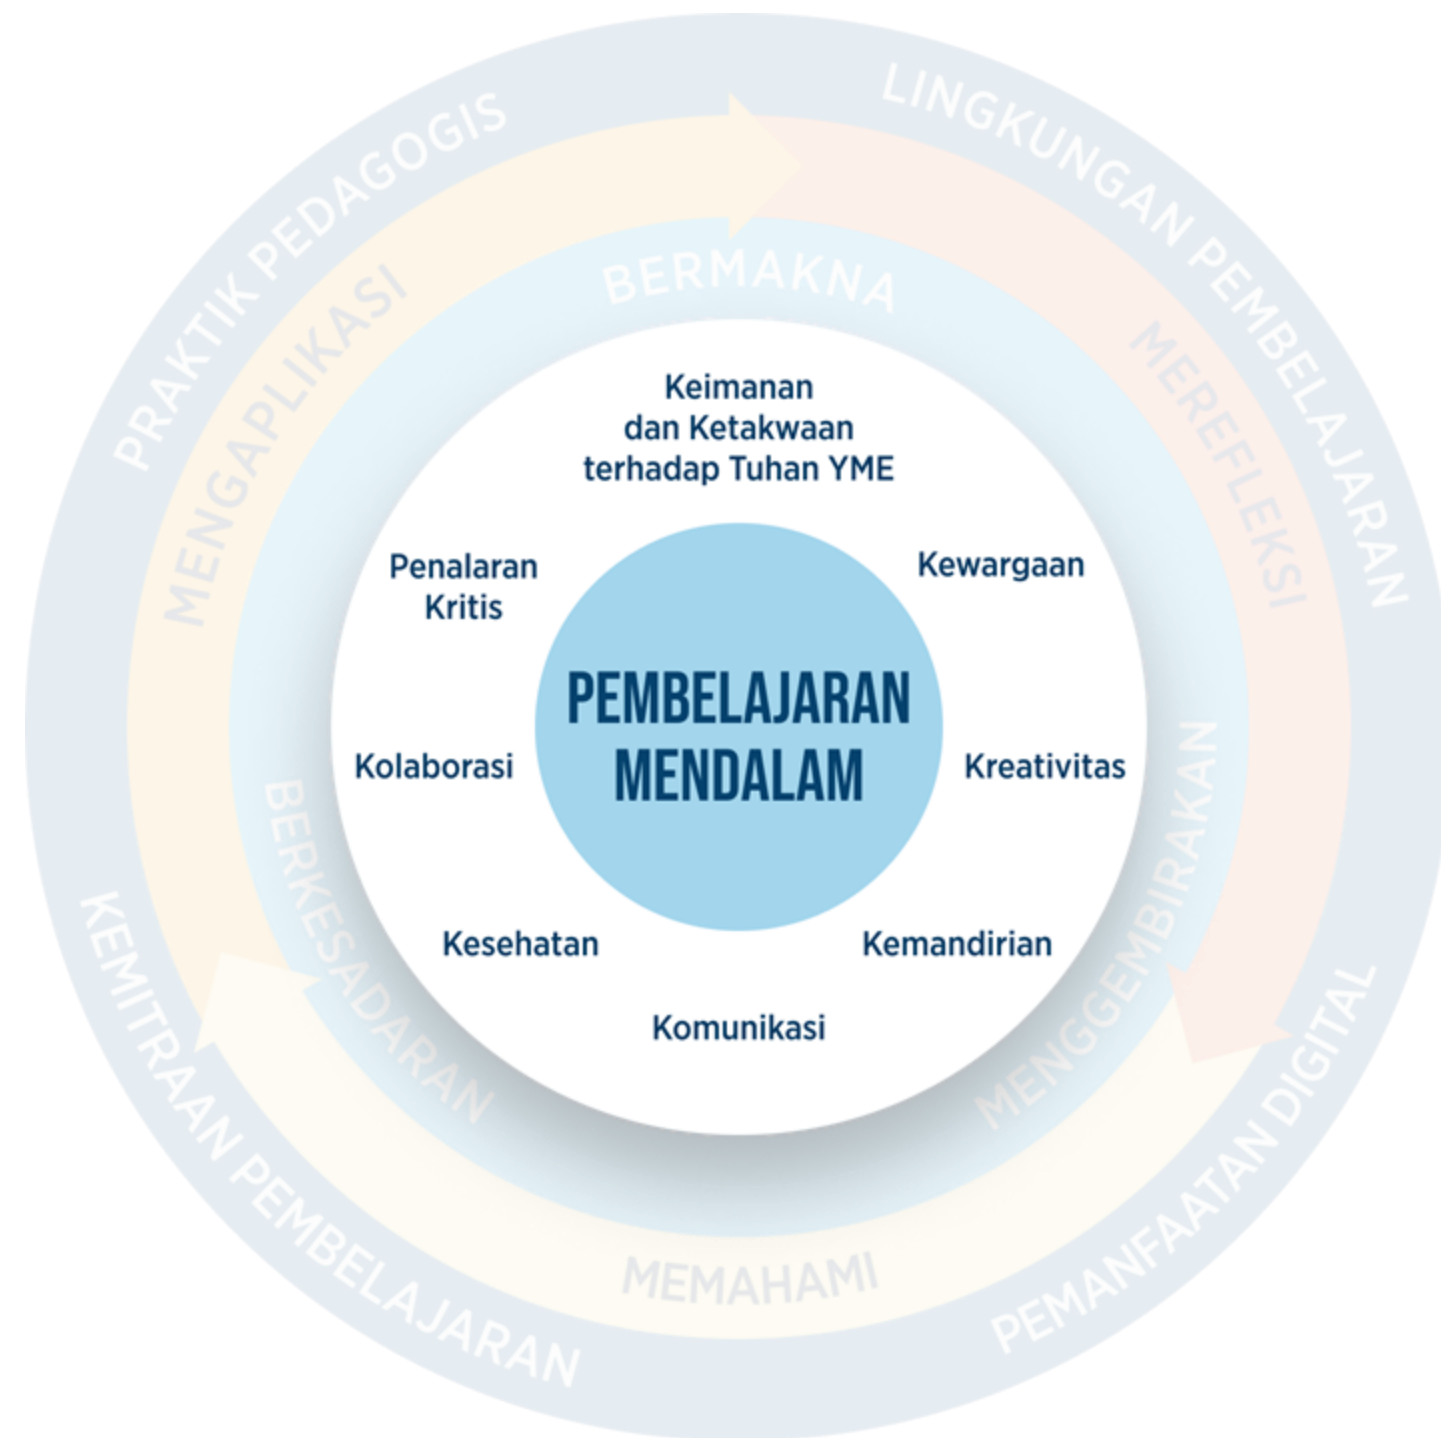 PRAKTIK PEDAGOGIS
LINGKUNGAN PEMBELAJARAN
MENGAPLIKASI
MEREFLEKSI
BERMAKNA
Keimanan
dan Ketakwaan
terhadap Tuhan YME
Penalaran
Kritis
Kewargaan
PEMBELAJARAN
MENDALAM
Kolaborasi
Kreativitas
BERKESADARAN
MENGGEMBIRAKAN
Kesehatan
Kemandirian
Komunikasi
KEMITRAAN PEMBELAJARAN
PEMANFAATAN DIGITAL
MEMAHAMI